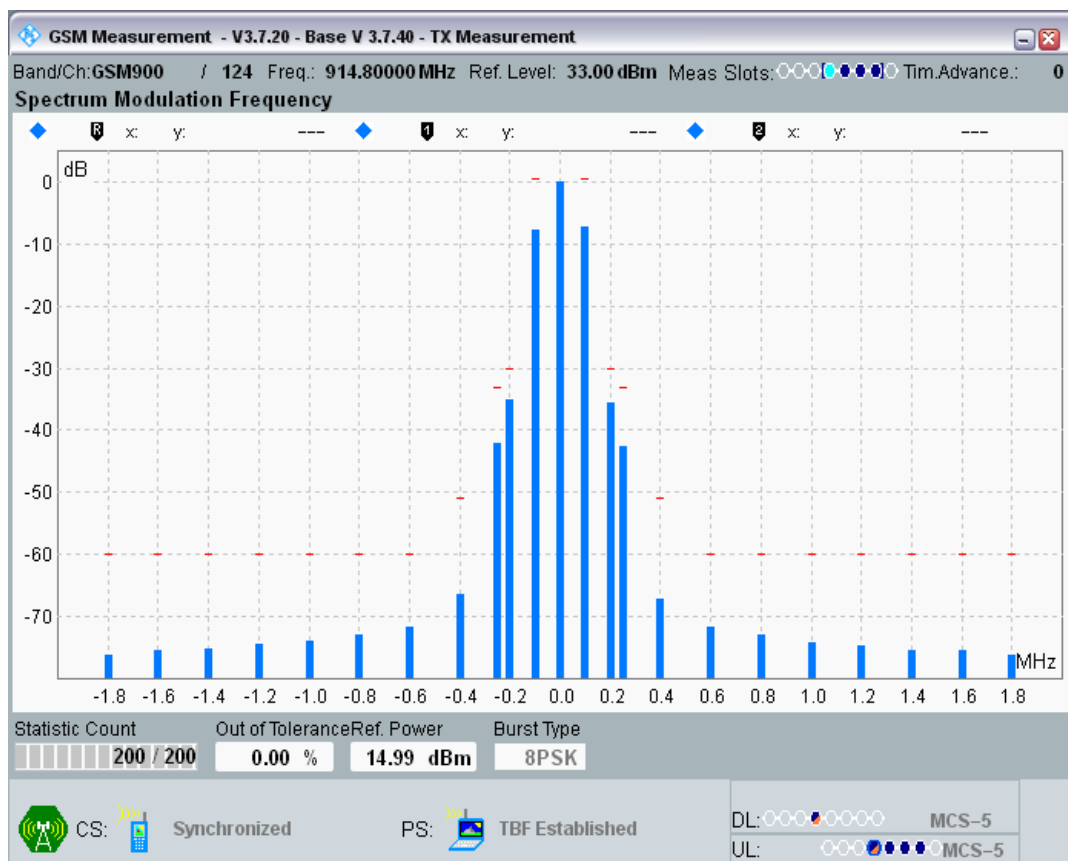 GSM Measurement - V3.7.20 - Base V 3.7.40 - TX Measurement
Band/Ch:GSM900 / 124 Freq.: 914.80000 MHz Ref. Level: 33.00 dBm Meas Slots: Tim.Advance.: 0
Spectrum Modulation Frequency
R x: y: --- 1 x: y: --- 2 x: y: ---
dB
0
-10
-20
-30
-40
-50
-60
-70
MHz
-1.8 -1.6 -1.4 -1.2 -1.0 -0.8 -0.6 -0.4 -0.2 0.0 0.2 0.4 0.6 0.8 1.0 1.2 1.4 1.6 1.8
Statistic Count Out of Tolerance Ref. Power Burst Type
200 / 200 0.00 % 14.99 dBm 8PSK
CS: Synchronized PS: TBF Established
DL: MCS-5
UL: MCS-5